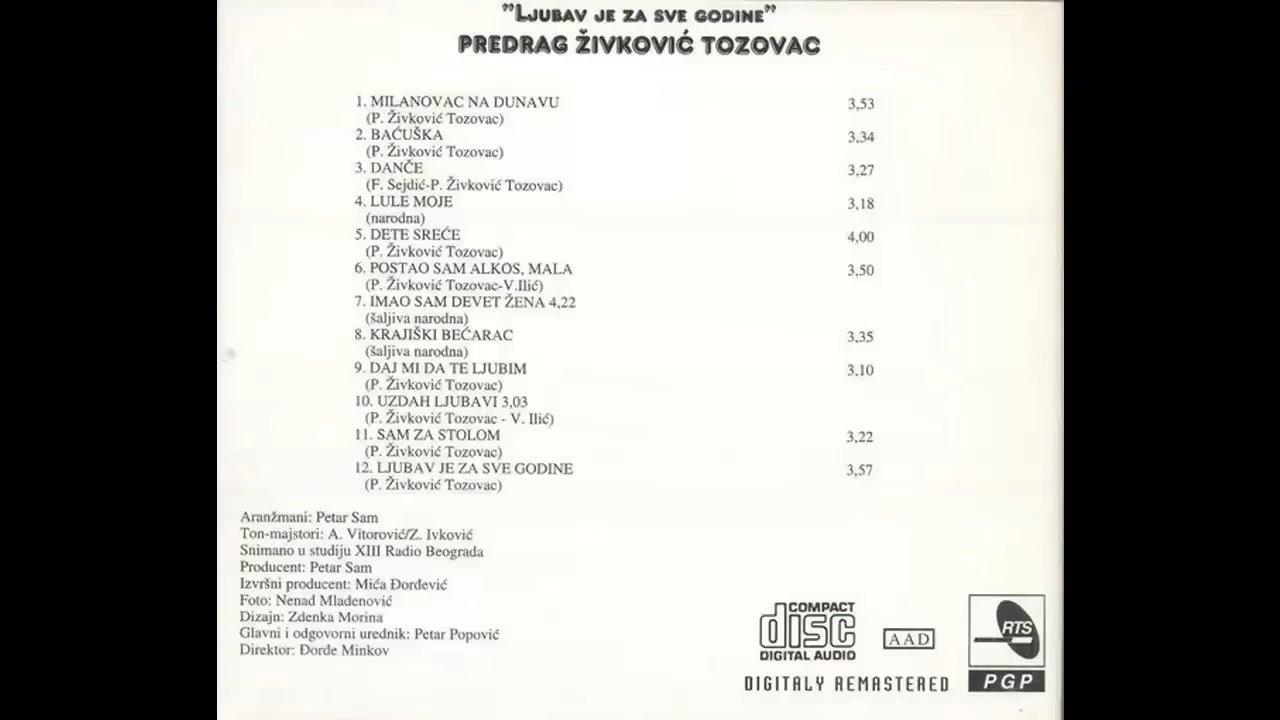 "LJUBAV JE ZA SVE GODINE"
PREDRAG ŽIVKOVIĆ TOZOVAC
1. MILANOVAC NA DUNAVU 3,53
(P. Živković Tozovac)
2. BAĆUŠKA 3,34
(P. Živković Tozovac)
3. DANČE 3,27
(F. Sejdić-P. Živković Tozovac)
4. LULE MOJE 3,18
(narodna)
5. DETE SREĆE 4,00
(P. Živković Tozovac)
6. POSTAO SAM ALKOS, MALA 3,50
(P. Živković Tozovac-V.Ilić)
7. IMAO SAM DEVET ŽENA 4,22
(šaljiva narodna)
8. KRAJIŠKI BEĆARAC 3,35
(šaljiva narodna)
9. DAJ MI DA TE LJUBIM 3,10
(P. Živković Tozovac)
10. UZDAH LJUBAVI 3,03
(P. Živković Tozovac - V. Ilić)
11. SAM ZA STOLOM 3,22
(P. Živković Tozovac)
12. LJUBAV JE ZA SVE GODINE 3,57
(P. Živković Tozovac)
Aranžmani: Petar Sam
Ton-majstori: A. Vitorović/Z. Ivković
Snimano u studiju XIII Radio Beograda
Producent: Petar Sam
Izvršni producent: Mića Đorđević
Foto: Nenad Mladenović
Dizajn: Zdenka Morina
Glavni i odgovorni urednik: Petar Popović
Direktor: Đorđe Minkov
COMPACT
disc
DIGITAL AUDIO
AAD
RTS
PGP
DIGITALY REMASTERED